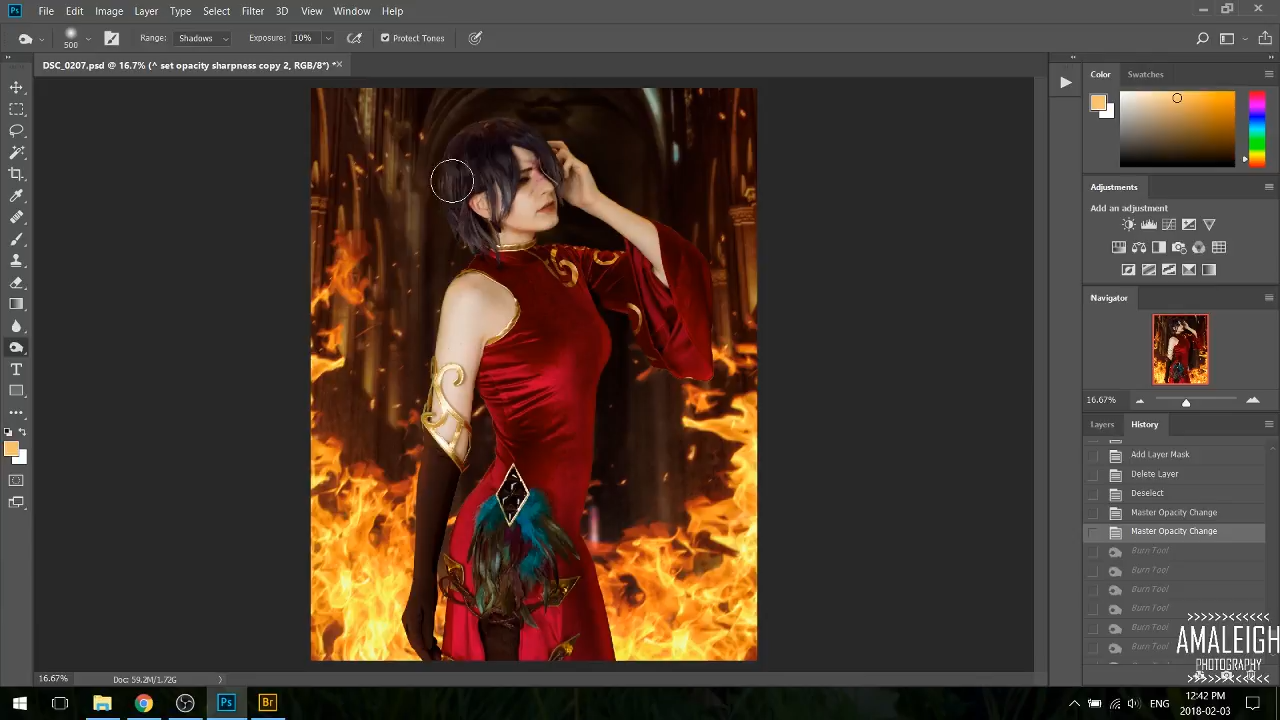 Ps File Edit Image Layer Type Select Filter 3D View Window Help
500 Range: Shadows Exposure: 10% Protect Tones
DSC_0207.psd @ 16.7% (^ set opacity sharpness copy 2, RGB/8*) *
Color Swatches
Adjustments
Add an adjustment
Navigator
16.67%
Layers History
Add Layer Mask
Delete Layer
Deselect
Master Opacity Change
Master Opacity Change
Burn Tool
Burn Tool
Burn Tool
Burn Tool
Burn Tool
Burn Tool
AMALEIGH
PHOTOGRAPHY
16.67% Doc: 59.2M/1.72G
Ps Br ENG 12:42 PM
2018-02-03